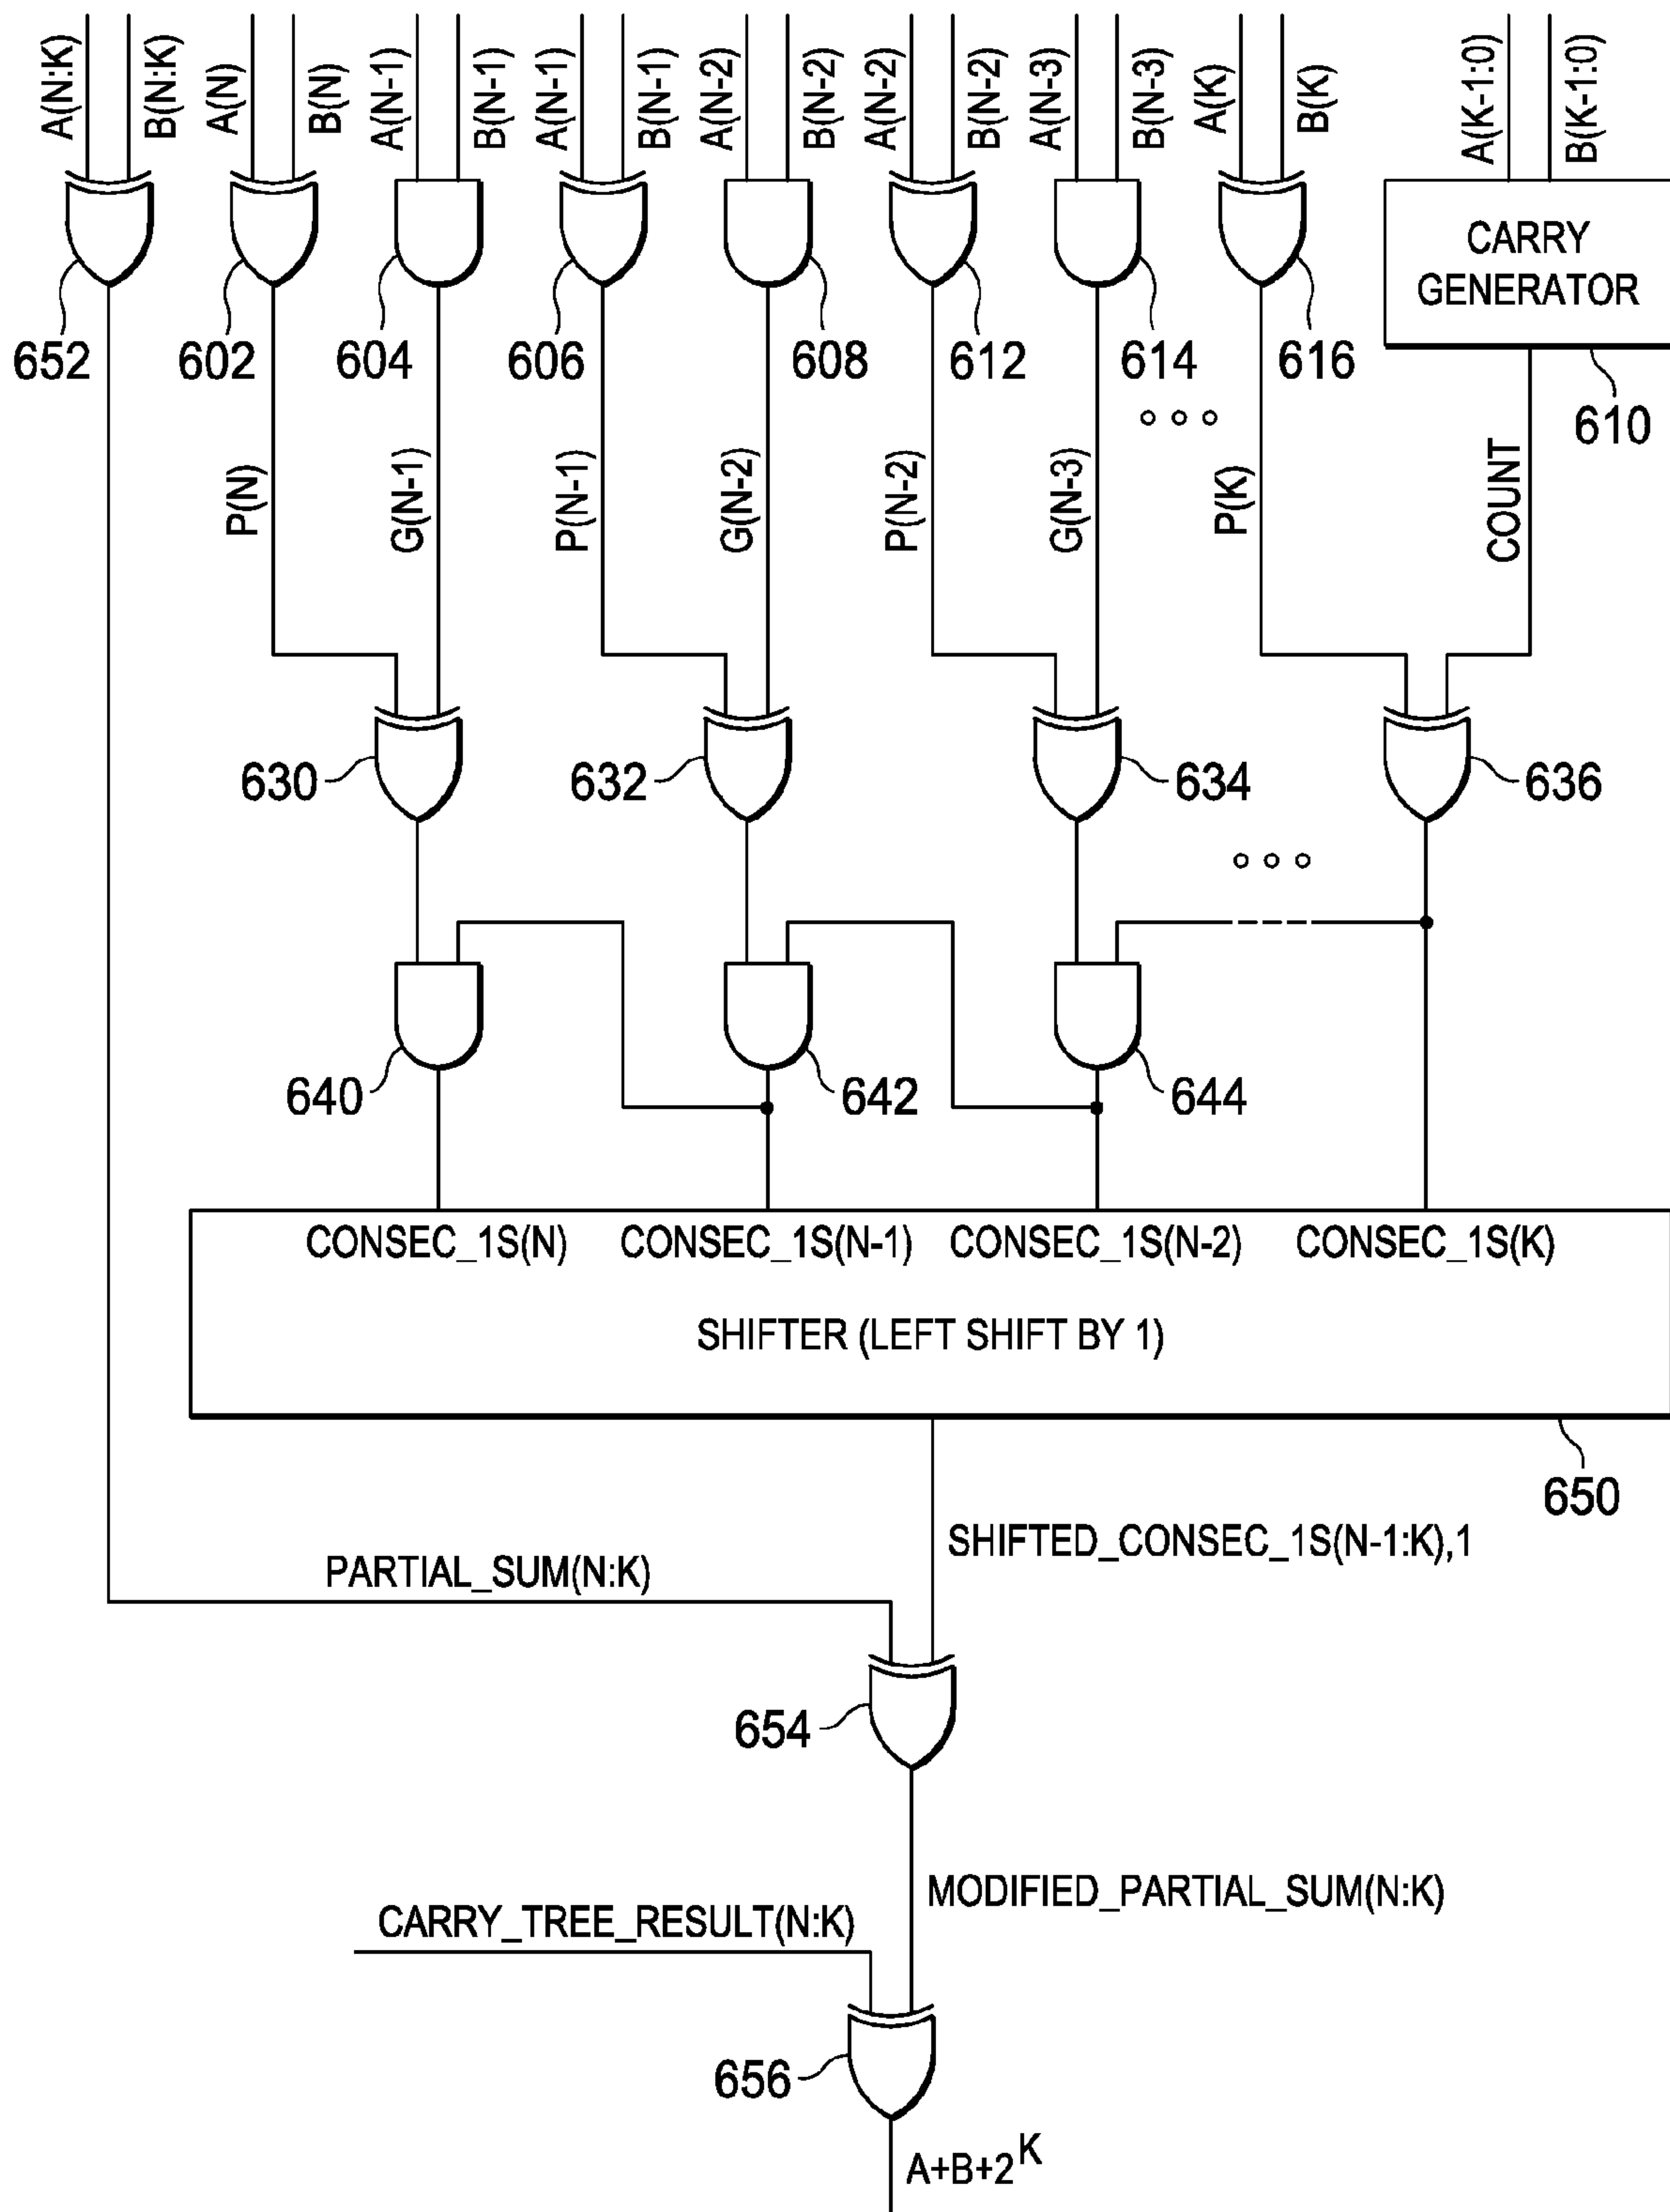 A(N:K)
B(N:K)
A(N)
B(N)
A(N-1)
B(N-1)
A(N-1)
B(N-1)
A(N-2)
B(N-2)
A(N-2)
B(N-2)
A(N-3)
B(N-3)
A(K)
B(K)
A(K-1:0)
B(K-1:0)
CARRY
GENERATOR
652
602
604
606
608
612
614
616
610
P(N)
G(N-1)
P(N-1)
G(N-2)
P(N-2)
G(N-3)
P(K)
COUNT
630
632
634
636
640
642
644
CONSEC_1S(N)
CONSEC_1S(N-1)
CONSEC_1S(N-2)
CONSEC_1S(K)
SHIFTER (LEFT SHIFT BY 1)
650
SHIFTED_CONSEC_1S(N-1:K),1
PARTIAL_SUM(N:K)
654
MODIFIED_PARTIAL_SUM(N:K)
CARRY_TREE_RESULT(N:K)
656
A+B+2^K